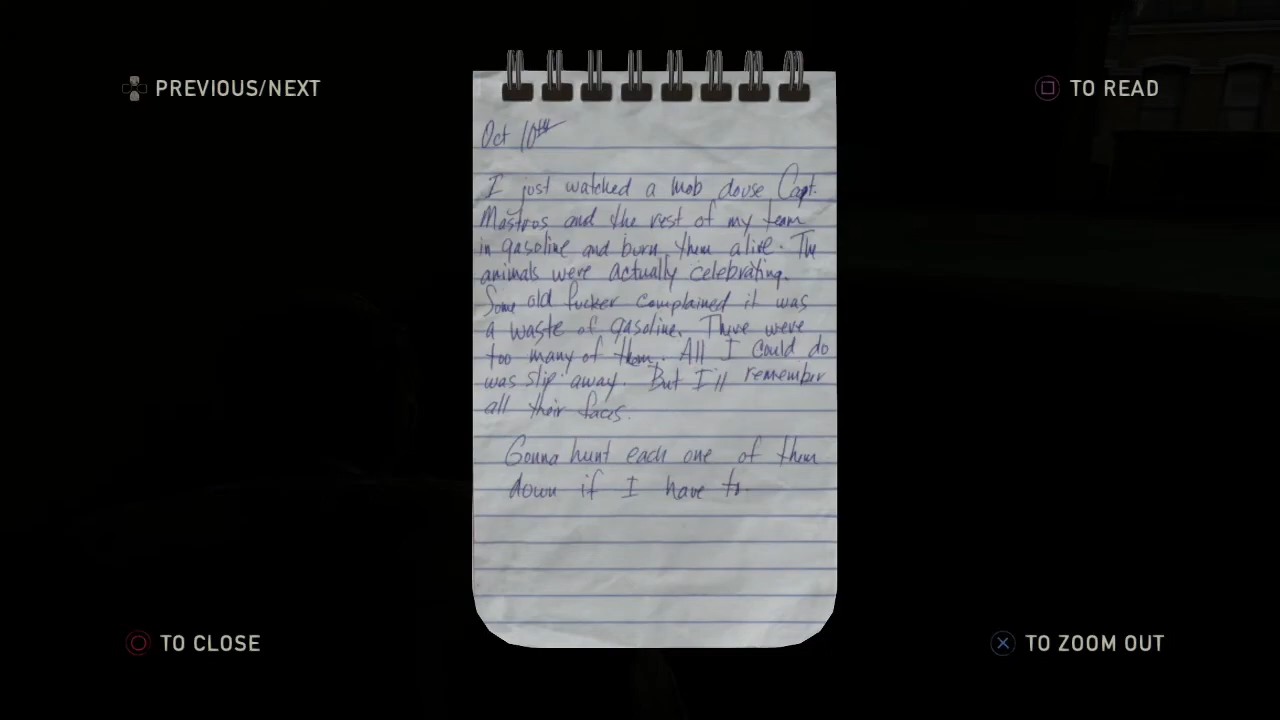 PREVIOUS/NEXT
TO READ
Oct 10th
I just watched a mob douse Capt.
Mastros and the rest of my team
in gasoline and burn them alive. The
animals were actually celebrating.
Some old fucker complained it was
a waste of gasoline. There were
too many of them. All I could do
was slip away. But I'll remember
all their faces.
Gonna hunt each one of them
down if I have to.
TO CLOSE
TO ZOOM OUT